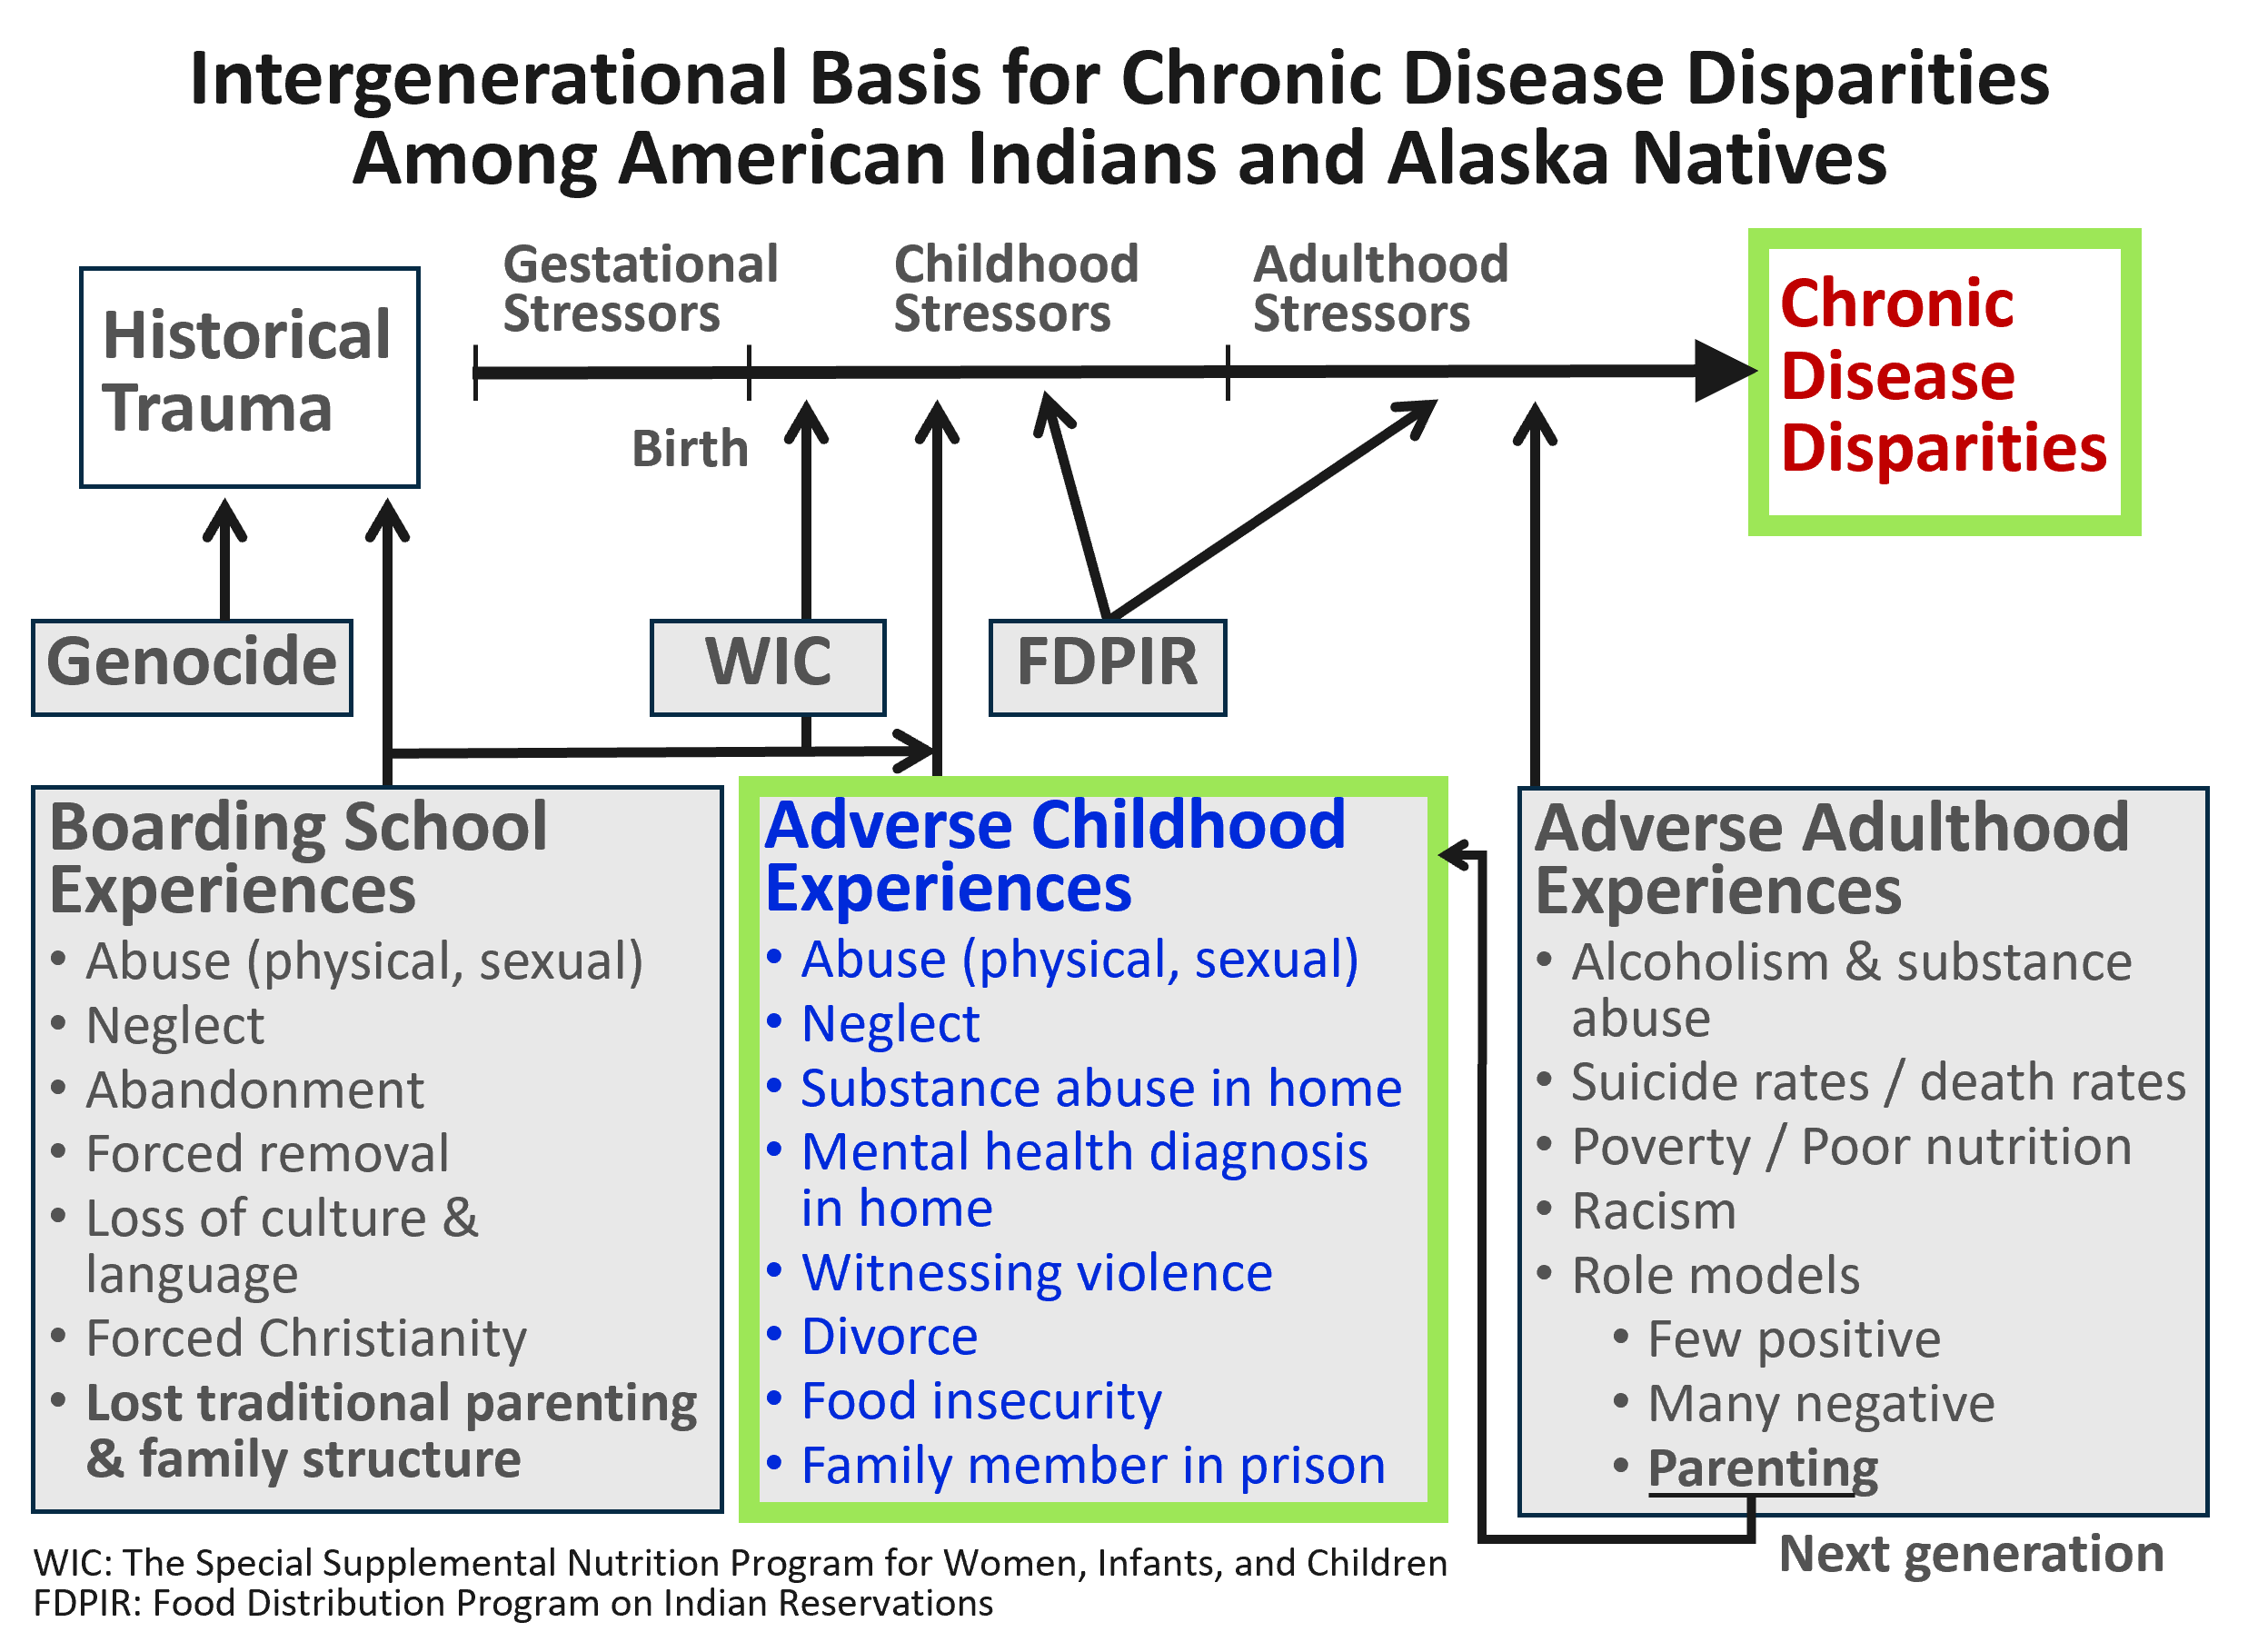 Intergenerational Basis for Chronic Disease Disparities
Among American Indians and Alaska Natives
Historical
Trauma
Gestational
Stressors
Childhood
Stressors
Adulthood
Stressors
Chronic
Disease
Disparities
Birth
Genocide
WIC
FDPIR
Boarding School
Experiences
• Abuse (physical, sexual)
• Neglect
• Abandonment
• Forced removal
• Loss of culture &
language
• Forced Christianity
• Lost traditional parenting
& family structure
Adverse Childhood
Experiences
• Abuse (physical, sexual)
• Neglect
• Substance abuse in home
• Mental health diagnosis
in home
• Witnessing violence
• Divorce
• Food insecurity
• Family member in prison
Adverse Adulthood
Experiences
• Alcoholism & substance
abuse
• Suicide rates / death rates
• Poverty / Poor nutrition
• Racism
• Role models
• Few positive
• Many negative
• Parenting
Next generation
WIC: The Special Supplemental Nutrition Program for Women, Infants, and Children
FDPIR: Food Distribution Program on Indian Reservations